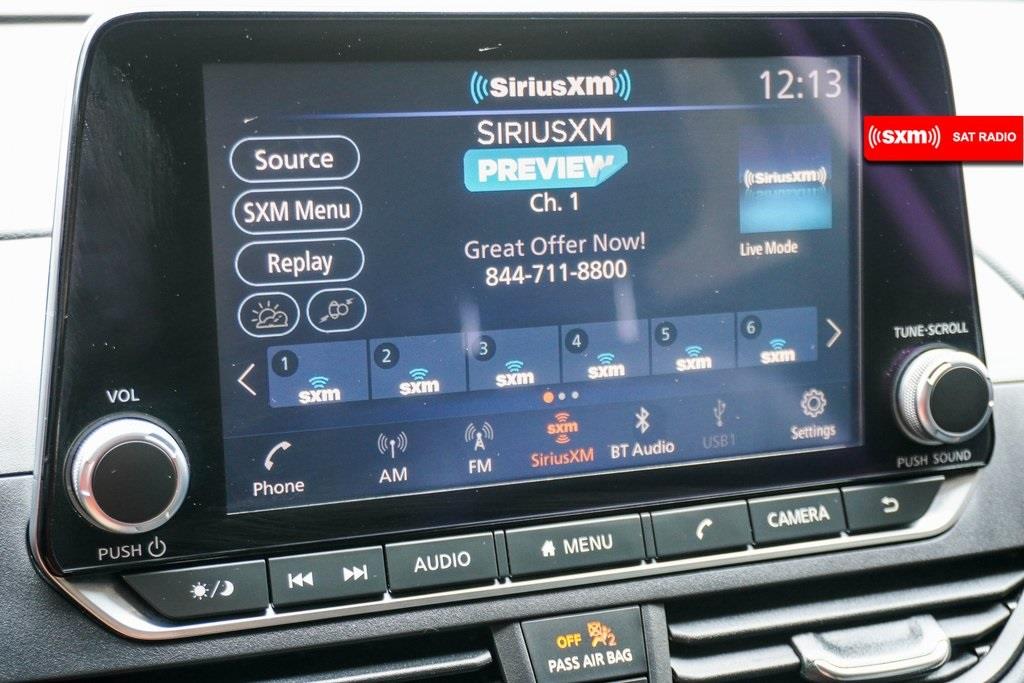 SiriusXM
12:13
SIRIUSXM
PREVIEW
Ch. 1
Great Offer Now!
844-711-8800
Source
SXM Menu
Replay
SiriusXM
Live Mode
sxm SAT RADIO
1 sxm
2 sxm
3 sxm
4 sxm
5 sxm
6 sxm
Phone
AM
FM
sxm
SiriusXM
BT Audio
USB1
Settings
VOL
PUSH
TUNE·SCROLL
PUSH SOUND
AUDIO
MENU
CAMERA
OFF 2
PASS AIR BAG